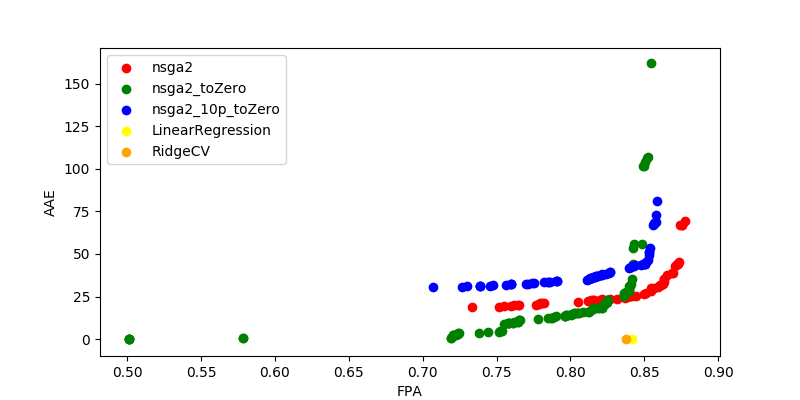 nsga2
nsga2_toZero
nsga2_10p_toZero
LinearRegression
RidgeCV
AAE
150
125
100
75
50
25
0
0.50 0.55 0.60 0.65 0.70 0.75 0.80 0.85 0.90
FPA